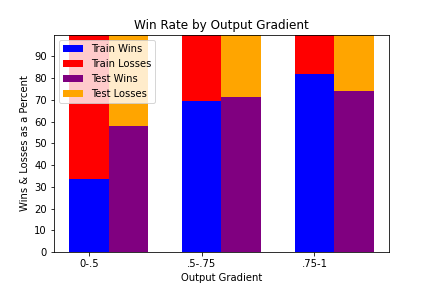 Win Rate by Output Gradient
Train Wins
Train Losses
Test Wins
Test Losses
Wins & Losses as a Percent
90
80
70
60
50
40
30
20
10
0
0-.5
.5-.75
.75-1
Output Gradient